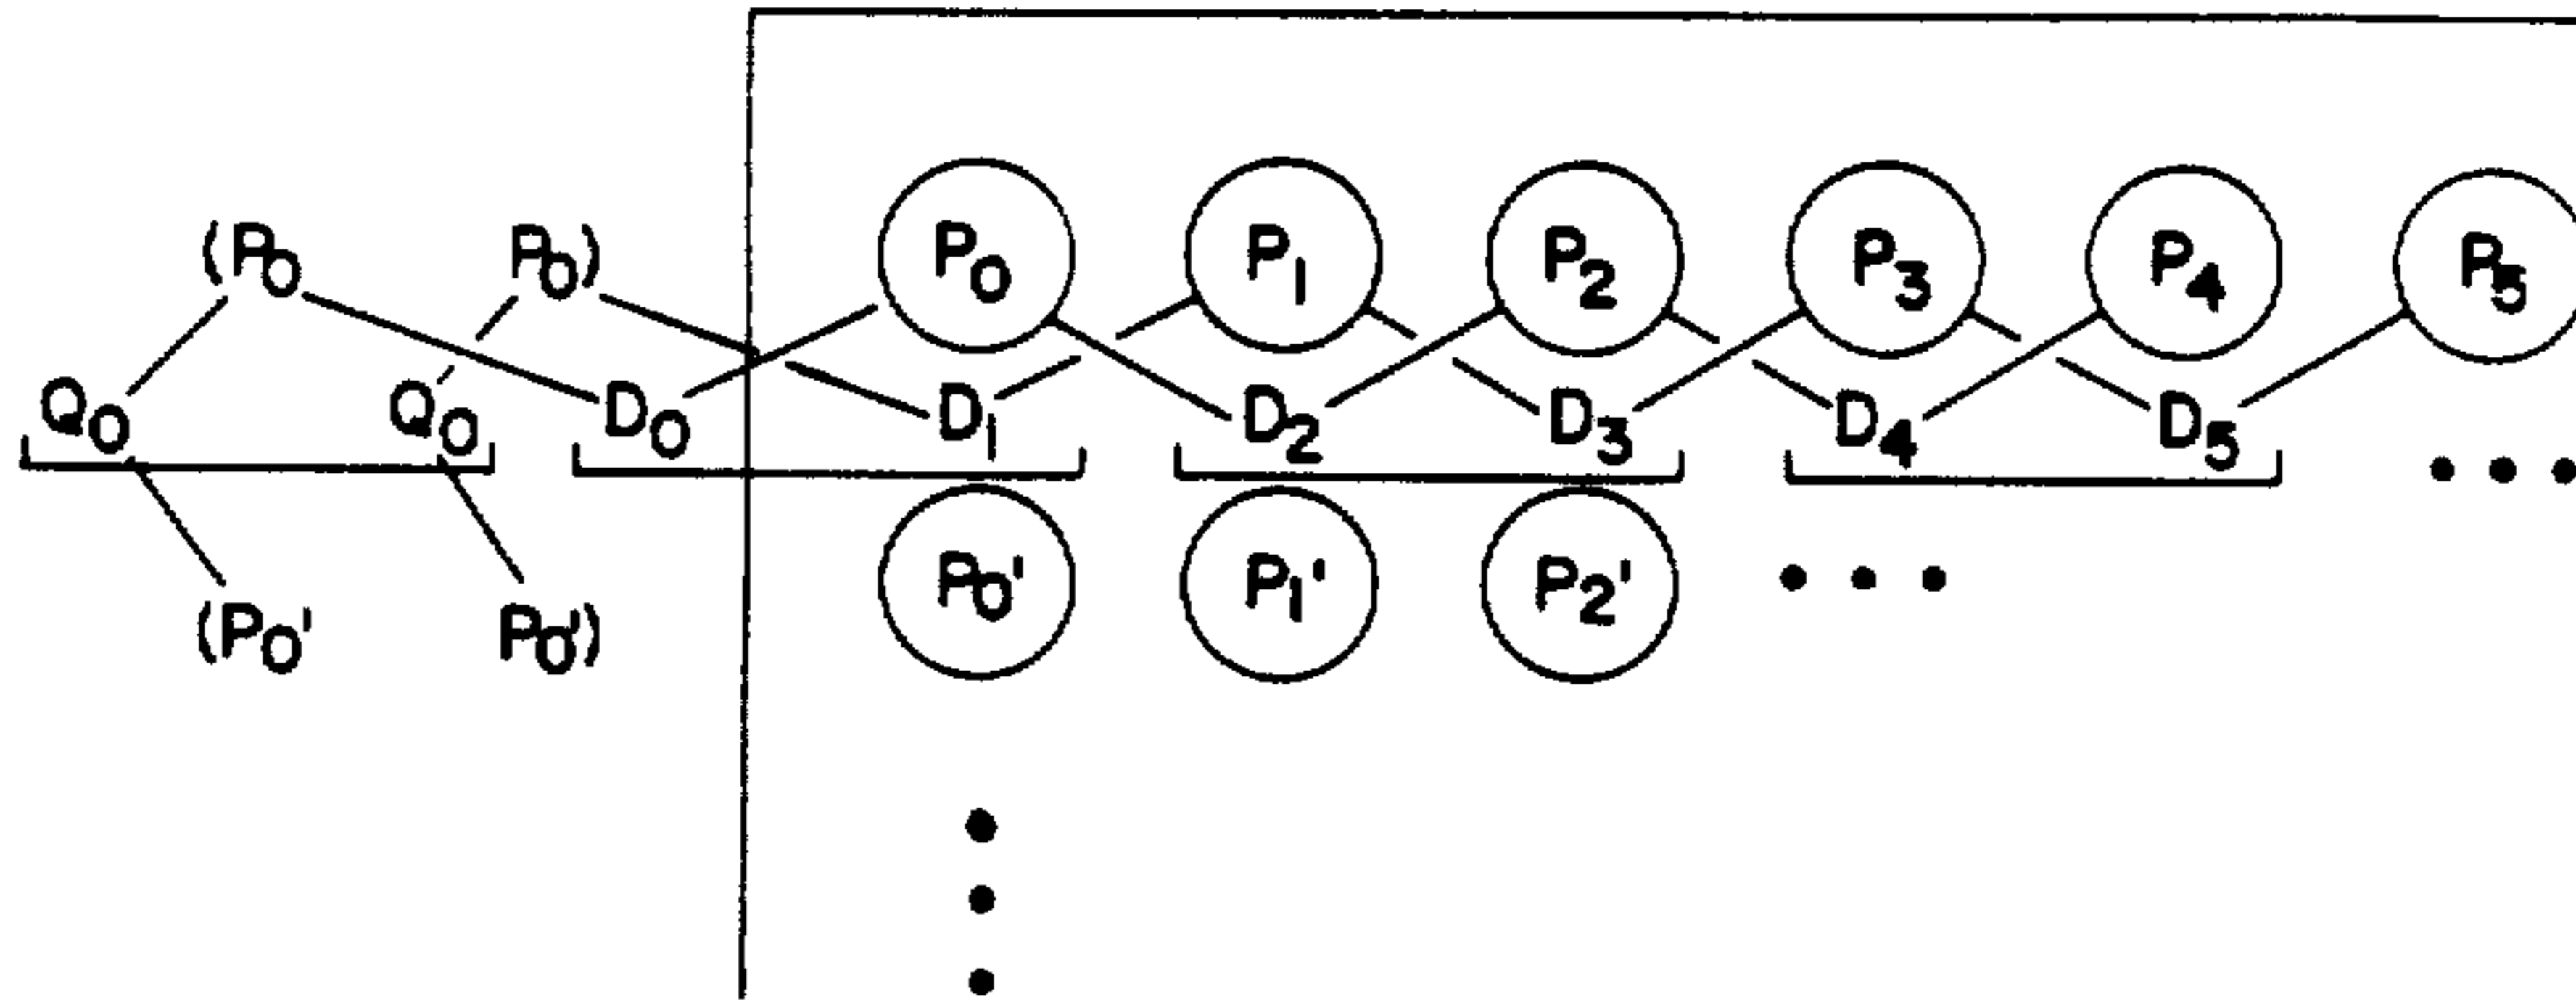 (P₀ P₀) P₀ P₁ P₂ P₃ P₄ P₅
Q₀ Q₀ D₀ D₁ D₂ D₃ D₄ D₅ • • •
P₀' P₁' P₂' • • •
(P₀' P₀')